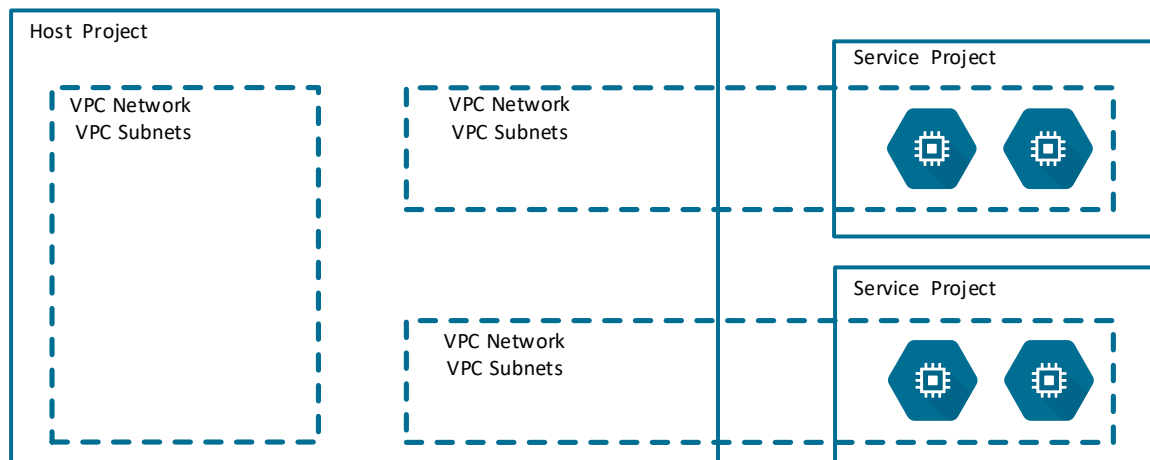 Host Project
VPC Network
VPC Subnets
VPC Network
VPC Subnets
Service Project
VPC Network
VPC Subnets
Service Project